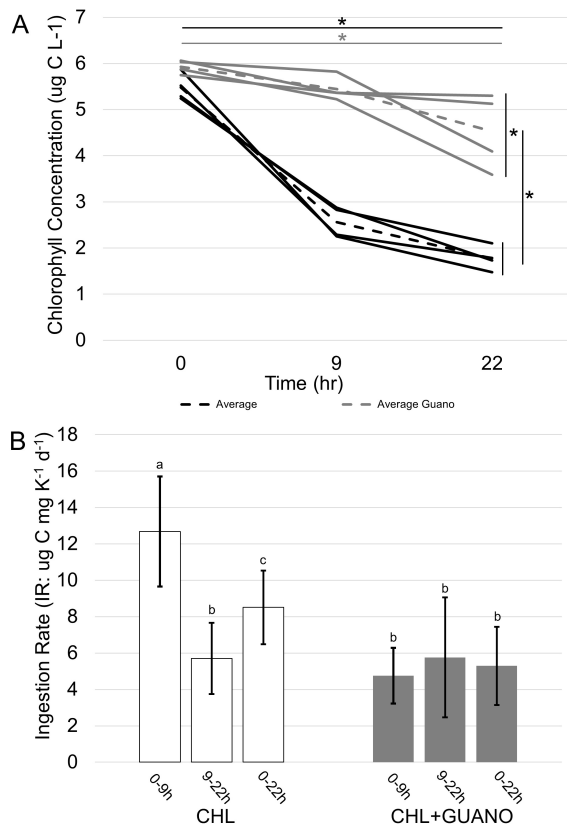 A
Chlorophyll Concentration (ug C L-1)
7
6
5
4
3
2
1
0
*
*
*
*
0 9 22
Time (hr)
Average Average Guano
B
Ingestion Rate (IR: ug C mg K-1 d-1)
18
16
14
12
10
8
6
4
2
0
a
b
c
b
b
b
0-9h 9-22h 0-22h 0-9h 9-22h 0-22h
CHL CHL+GUANO